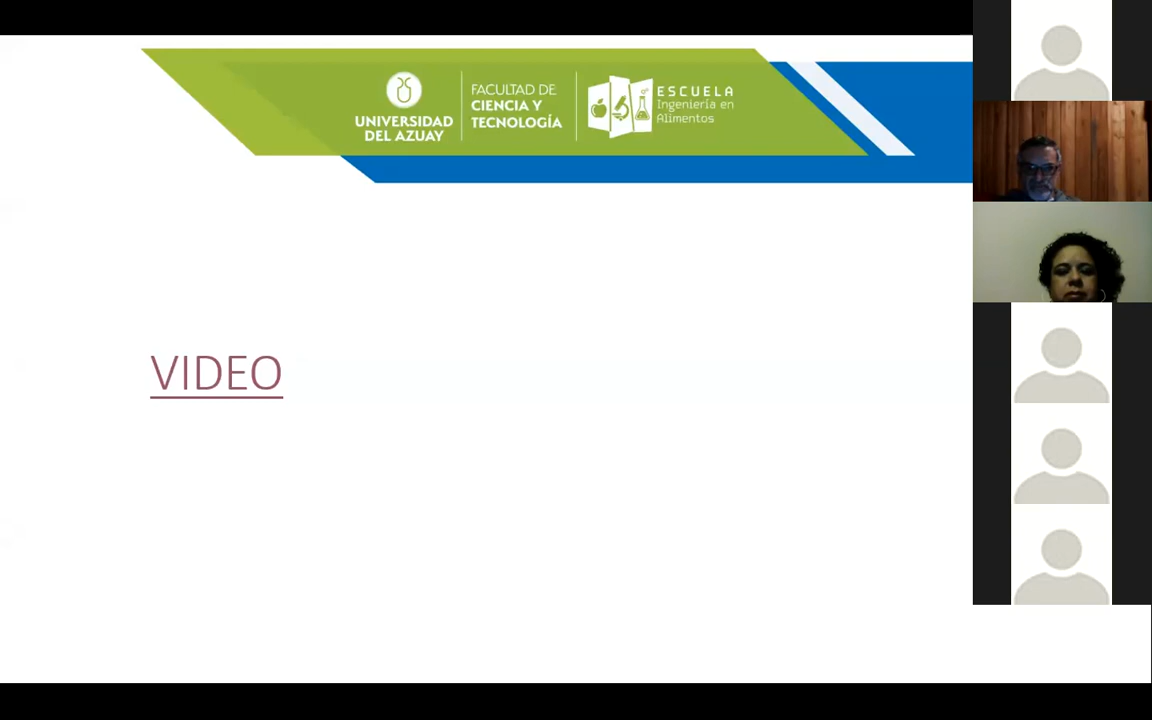 UNIVERSIDAD
DEL AZUAY
FACULTAD DE
CIENCIA Y
TECNOLOGÍA
ESCUELA
Ingeniería en
Alimentos
VIDEO